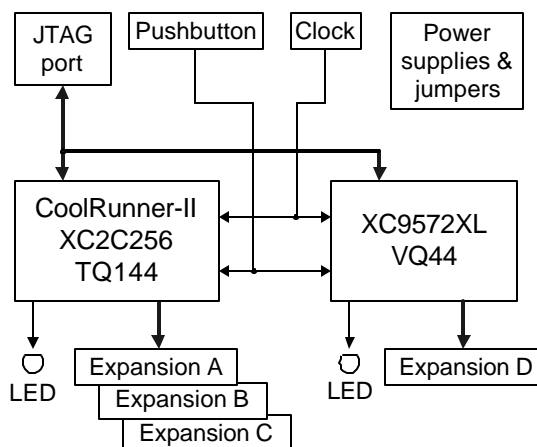 JTAG
port
Pushbutton
Clock
Power
supplies &
jumpers
CoolRunner-II
XC2C256
TQ144
XC9572XL
VQ44
LED
Expansion A
Expansion B
Expansion C
LED
Expansion D